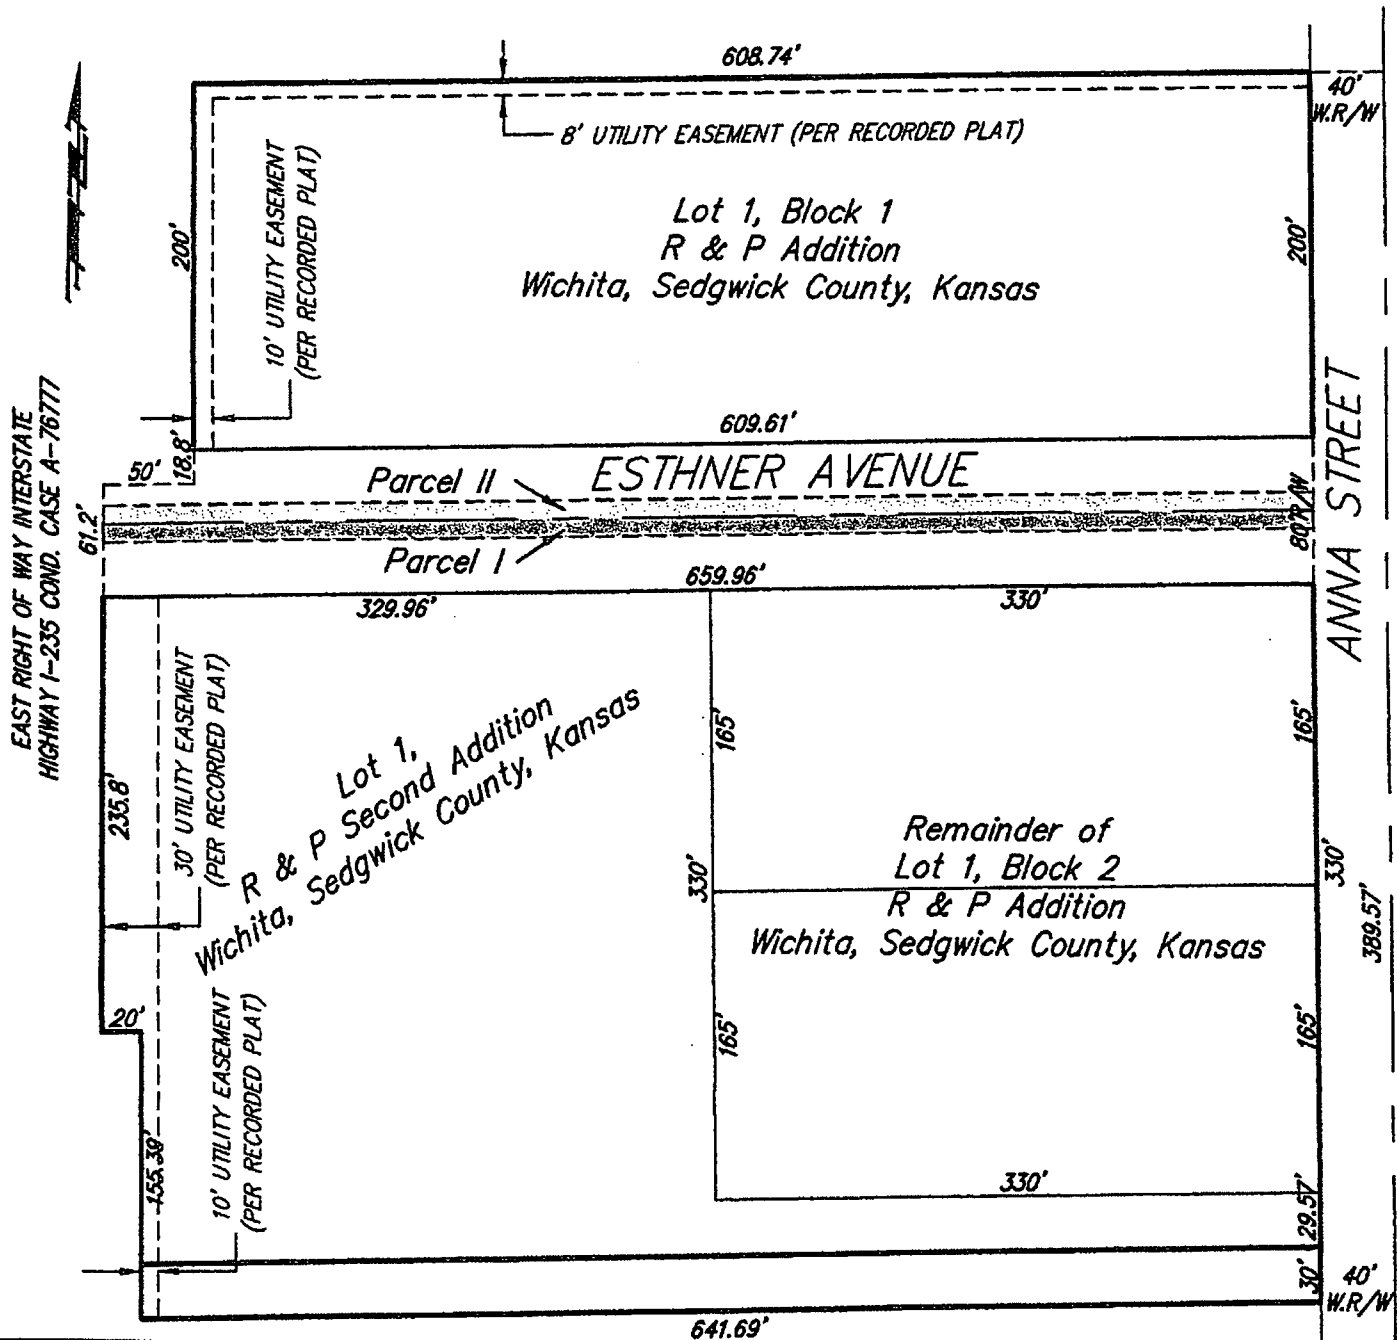 608.74'
40'
W.R/W
8' UTILITY EASEMENT (PER RECORDED PLAT)
10' UTILITY EASEMENT
(PER RECORDED PLAT)
200'
Lot 1, Block 1
R & P Addition
Wichita, Sedgwick County, Kansas
200'
EAST RIGHT OF WAY INTERSTATE
HIGHWAY I-235 COND. CASE A-76777
609.61'
50'
18.8'
61.2'
Parcel II
ESTHNER AVENUE
80' R/W
ANNA STREET
Parcel I
659.96'
329.96'
330'
235.8'
30' UTILITY EASEMENT
(PER RECORDED PLAT)
Lot 1,
R & P Second Addition
Wichita, Sedgwick County, Kansas
165'
165'
330'
Remainder of
Lot 1, Block 2
R & P Addition
Wichita, Sedgwick County, Kansas
330'
389.57'
20'
155.39'
10' UTILITY EASEMENT
(PER RECORDED PLAT)
165'
165'
330'
29.57'
30'
40'
W.R/W
641.69'